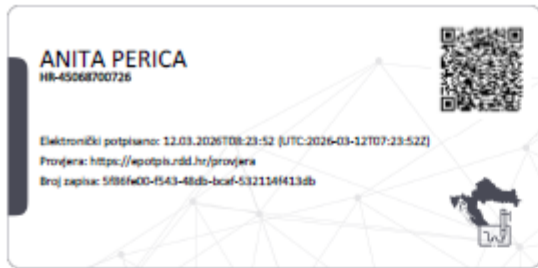 ANITA PERICA
HR-45068700726
Elektronički potpisano: 12.03.2026T08:23:52 (UTC:2026-03-12T07:23:52Z)
Provjera: https://epotpis.rdd.hr/provjera
Broj zapisa: 5f86fe00-f543-48db-bcaf-532114f413db